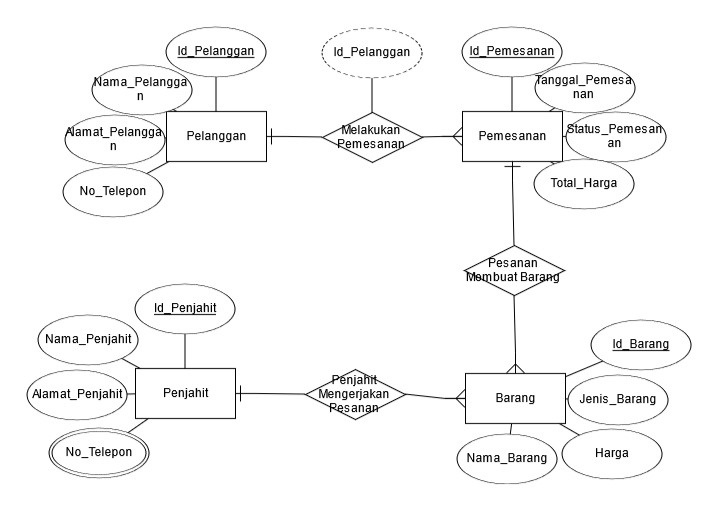 Id_Pelanggan
Id_Pelanggan
Id_Pemesanan
Nama_Pelangga
n
Tanggal_Pemesa
nan
Alamat_Pelangga
n
Pelanggan
Melakukan
Pemesanan
Pemesanan
Status_Pemesan
an
No_Telepon
Total_Harga
Pesanan
Membuat Barang
Id_Penjahit
Nama_Penjahit
Id_Barang
Alamat_Penjahit
Penjahit
Penjahit
Mengerjakan
Pesanan
Barang
Jenis_Barang
No_Telepon
Nama_Barang
Harga